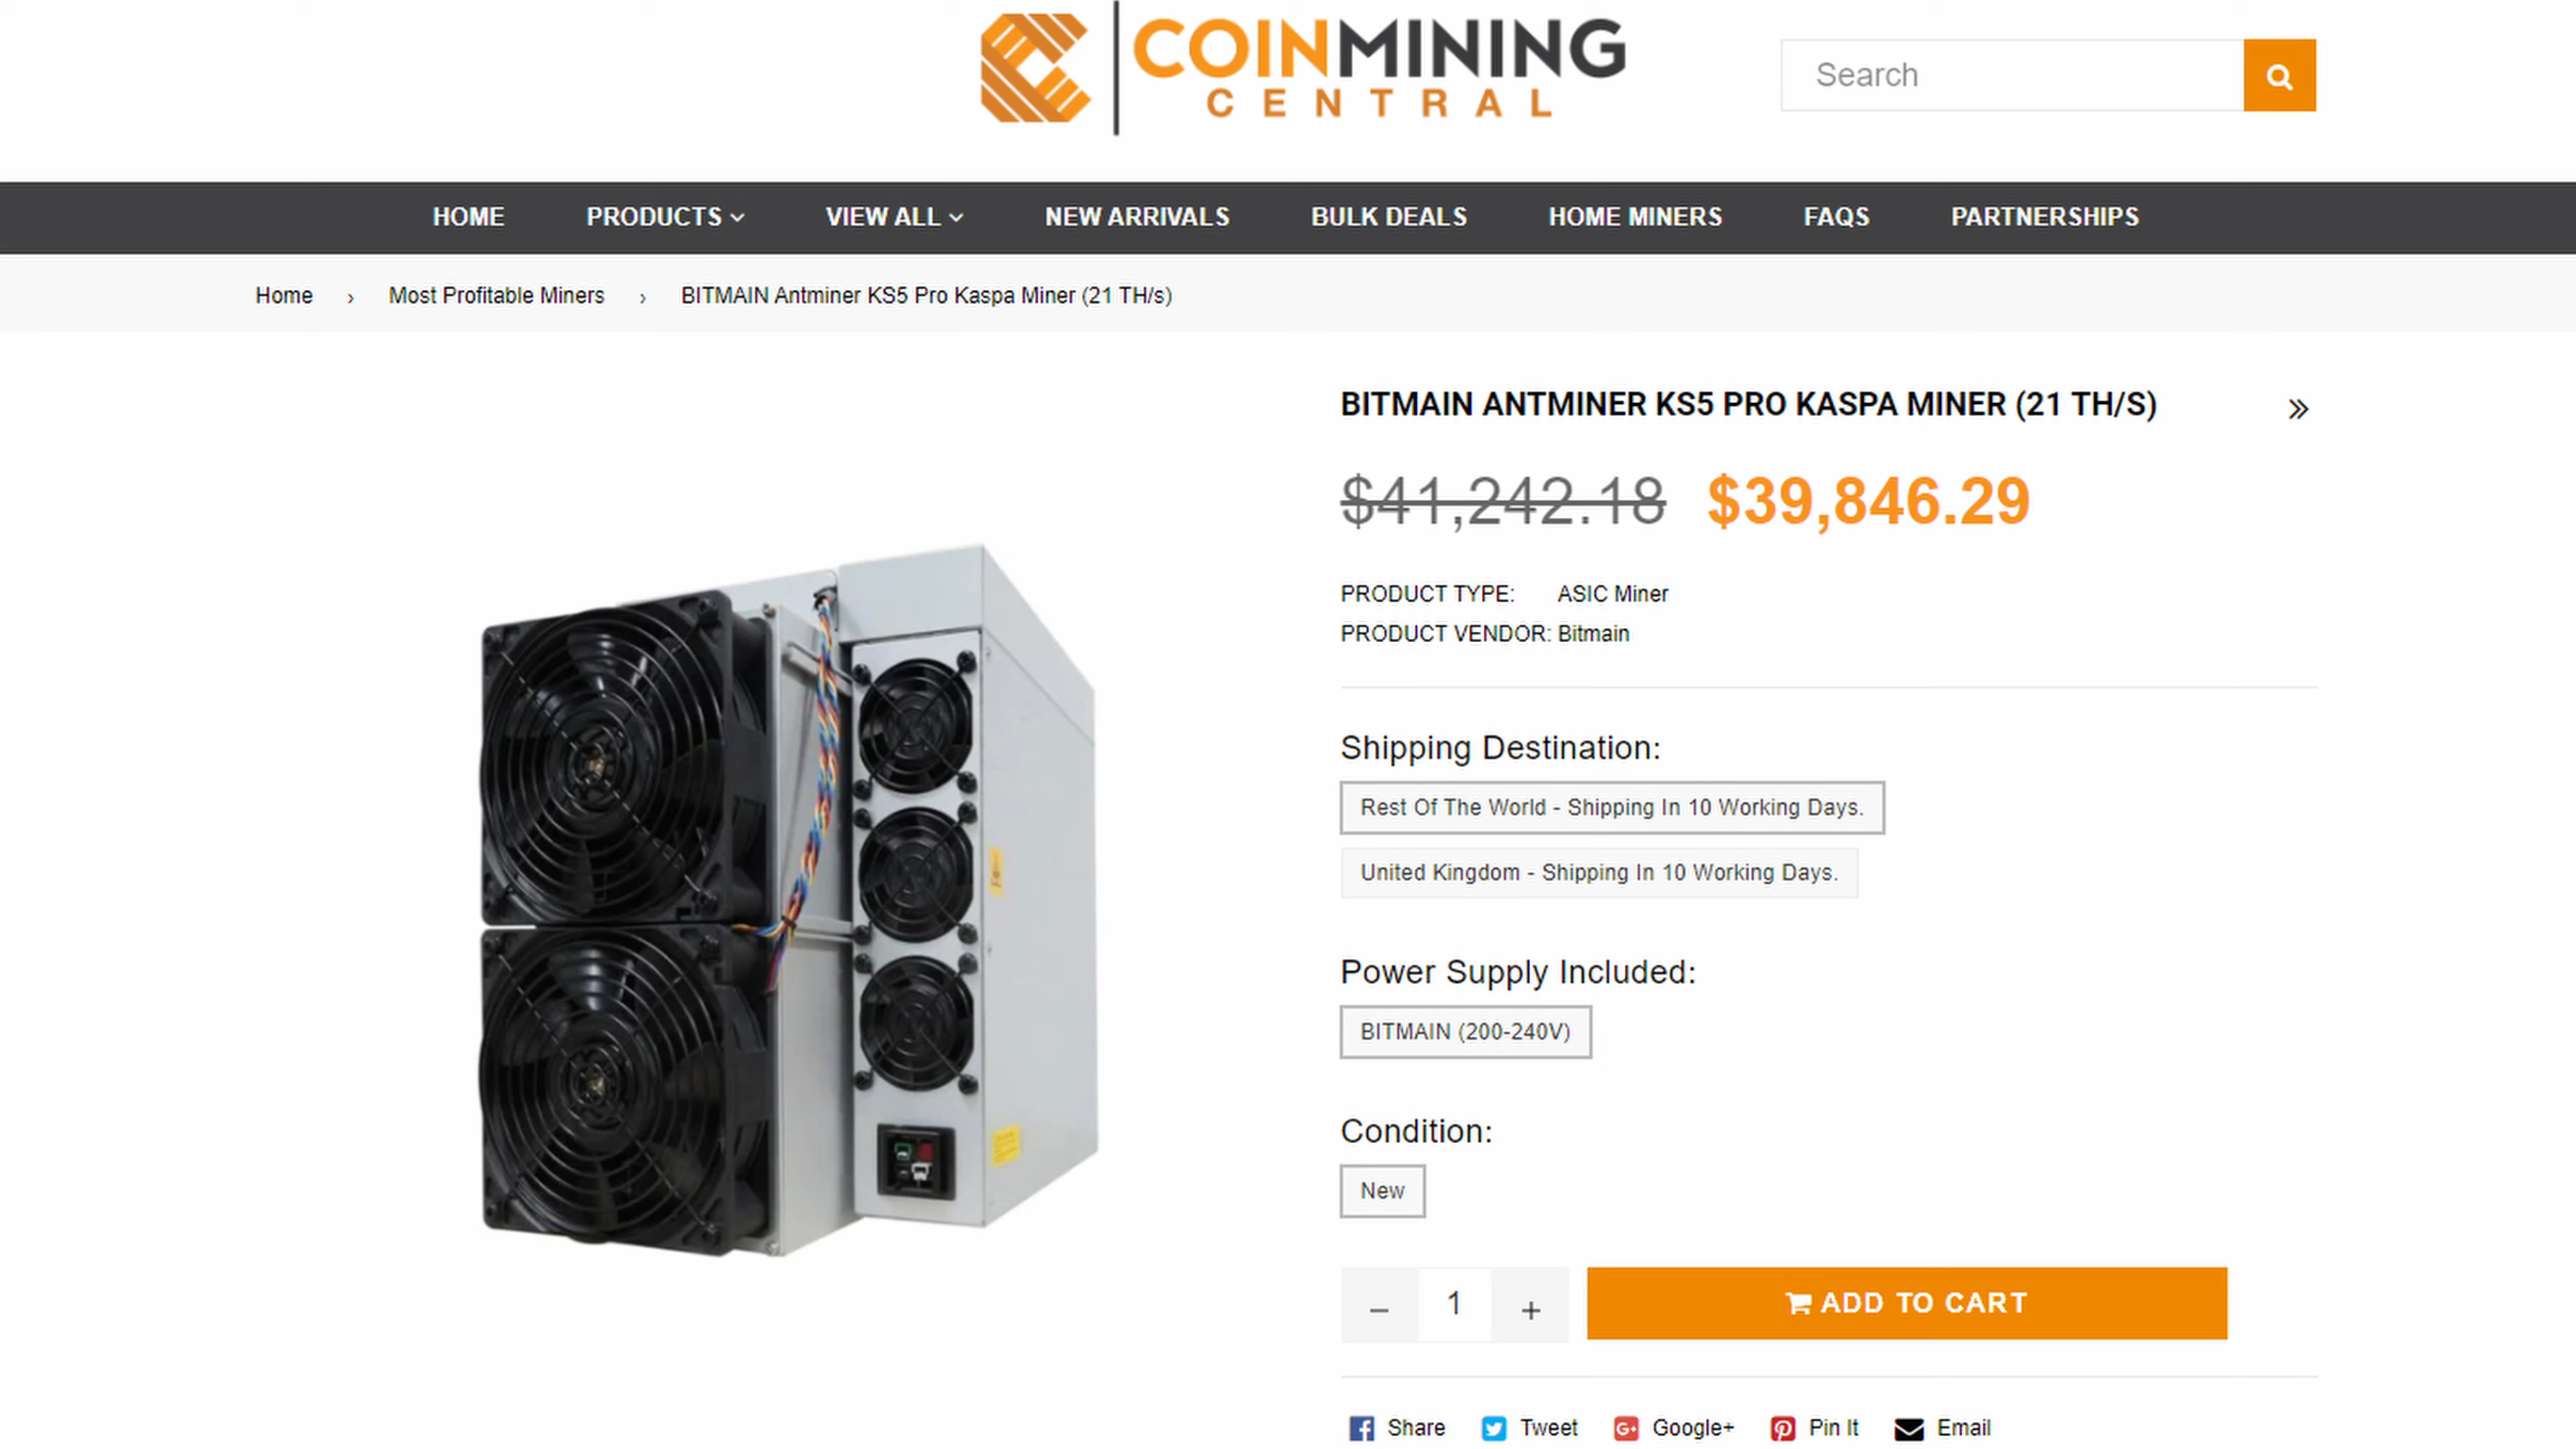 COINMINING
CENTRAL
Search
HOME PRODUCTS VIEW ALL NEW ARRIVALS BULK DEALS HOME MINERS FAQS PARTNERSHIPS
Home › Most Profitable Miners › BITMAIN Antminer KS5 Pro Kaspa Miner (21 TH/s)
BITMAIN ANTMINER KS5 PRO KASPA MINER (21 TH/S) »
$41,242.18 $39,846.29
PRODUCT TYPE: ASIC Miner
PRODUCT VENDOR: Bitmain
Shipping Destination:
Rest Of The World - Shipping In 10 Working Days.
United Kingdom - Shipping In 10 Working Days.
Power Supply Included:
BITMAIN (200-240V)
Condition:
New
− 1 + ADD TO CART
Share Tweet Google+ Pin It Email